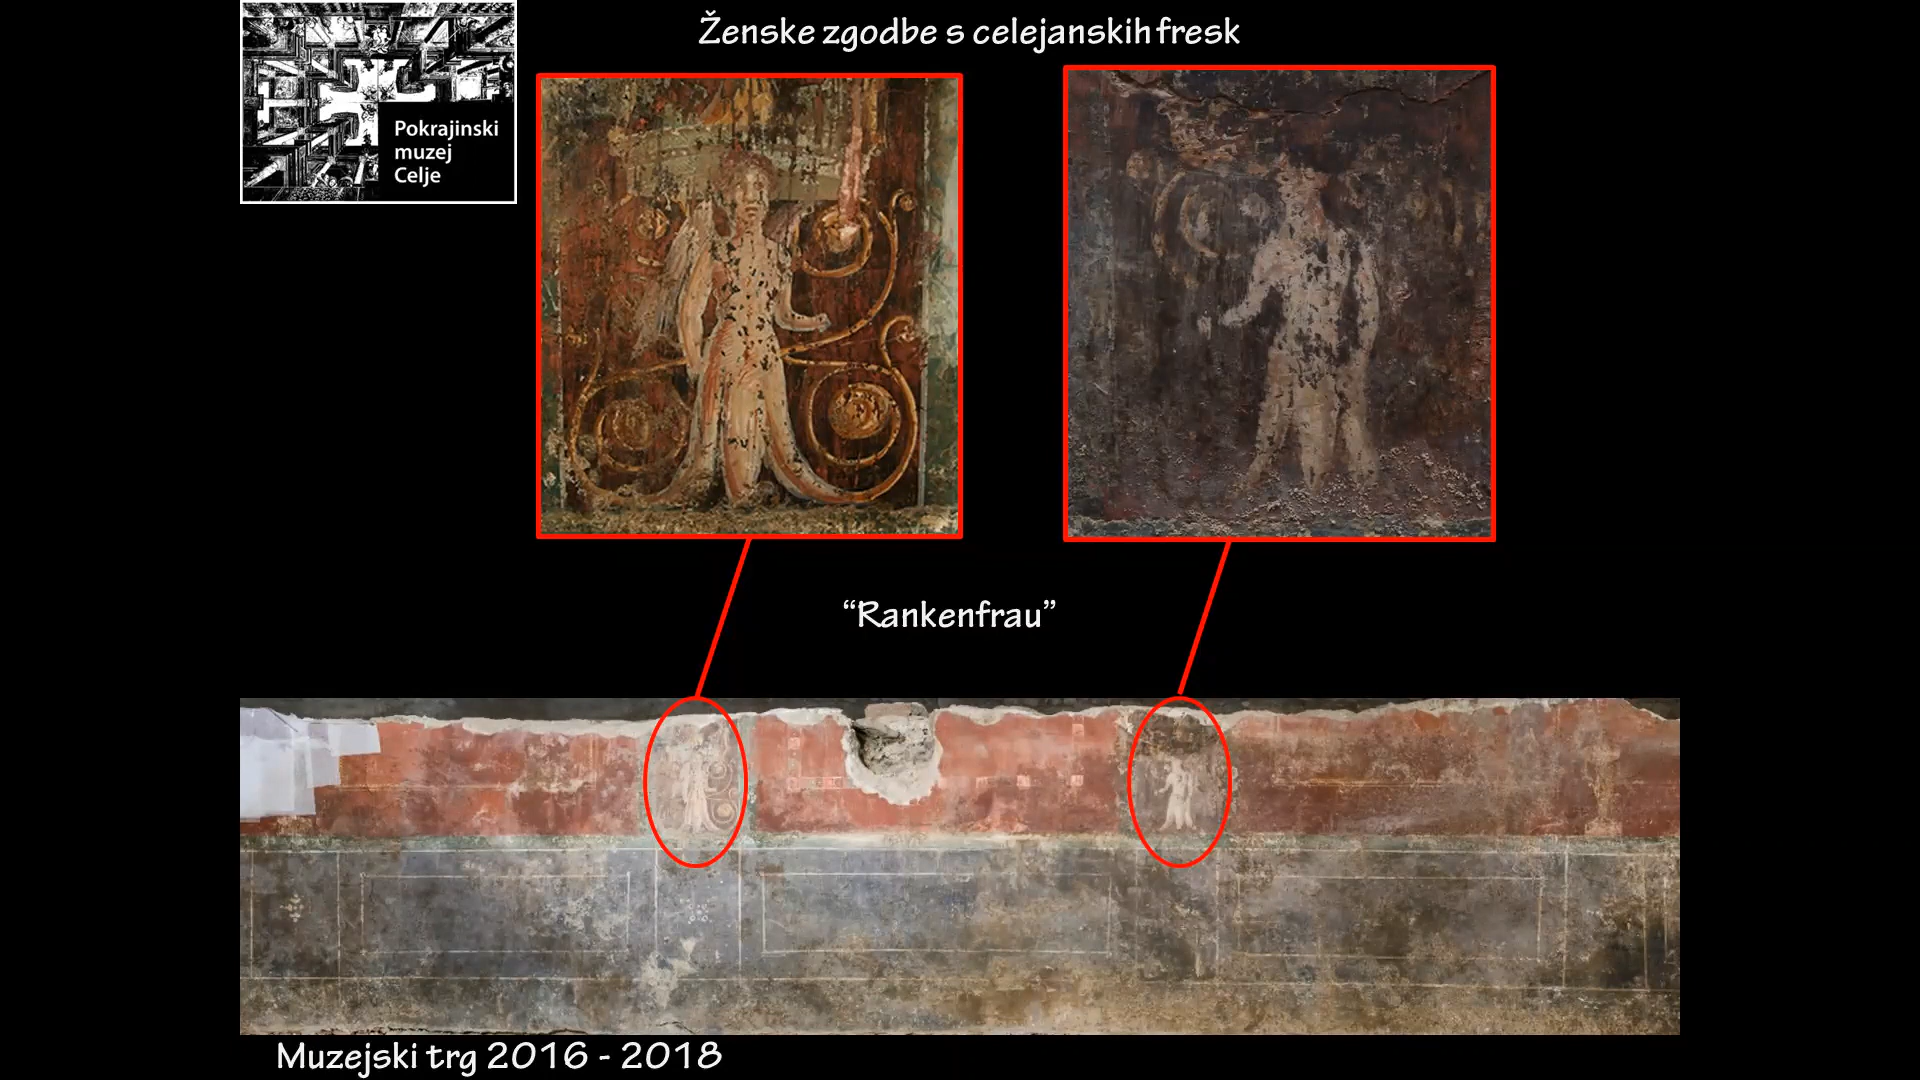 Ženske zgodbe s celejanskih fresk
Pokrajinski
muzej
Celje
“Rankenfrau”
Muzejski trg 2016 - 2018